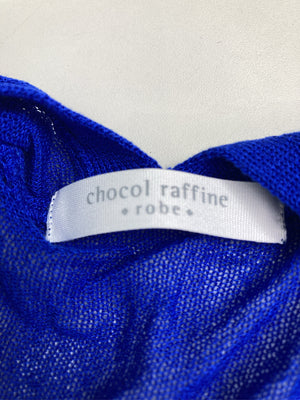 chocol raffine
• robe •